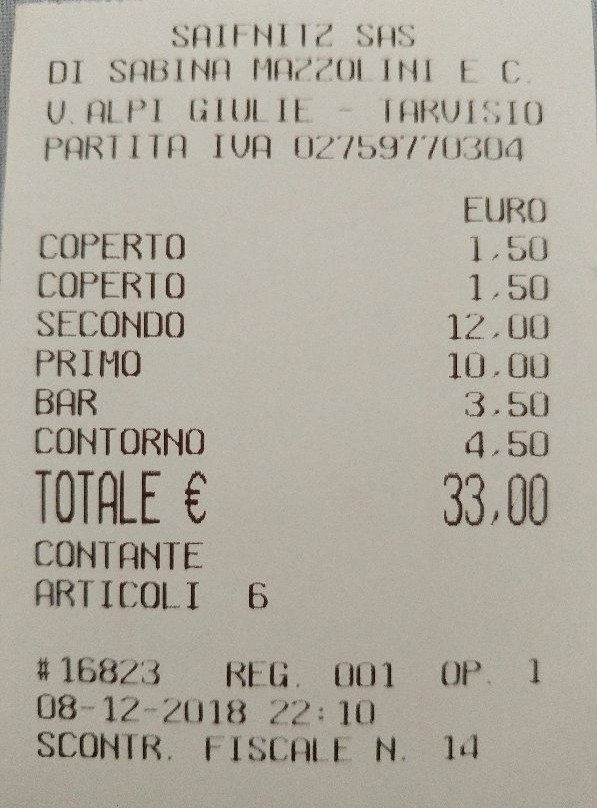 SAIFNITZ SAS
DI SABINA MAZZOLINI E C.
V.ALPI GIULIE - TARVISIO
PARTITA IVA 02759770304
EURO
COPERTO 1,50
COPERTO 1,50
SECONDO 12,00
PRIMO 10,00
BAR 3,50
CONTORNO 4,50
TOTALE € 33,00
CONTANTE
ARTICOLI 6
#16823 REG. 001 OP. 1
08-12-2018 22:10
SCONTR. FISCALE N. 14